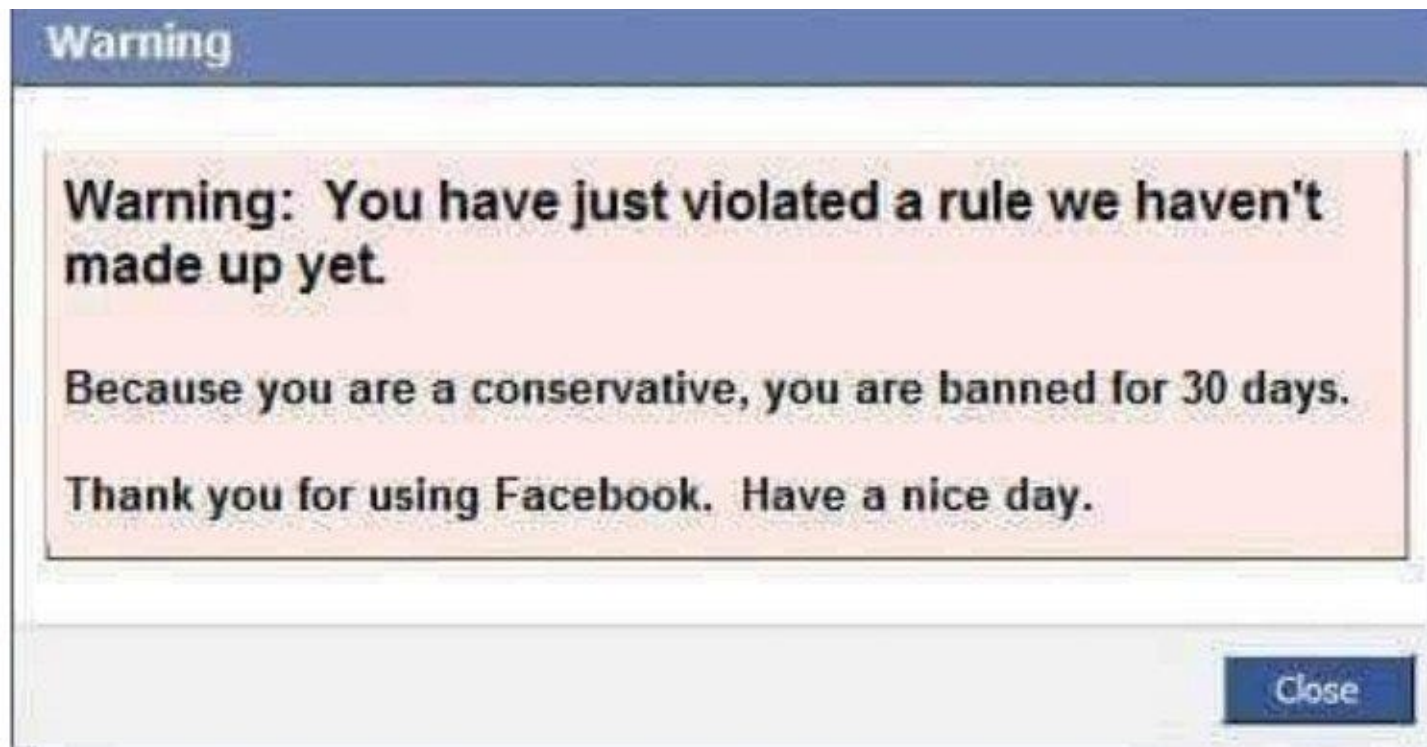 Warning
Warning: You have just violated a rule we haven't
made up yet.
Because you are a conservative, you are banned for 30 days.
Thank you for using Facebook. Have a nice day.
Close